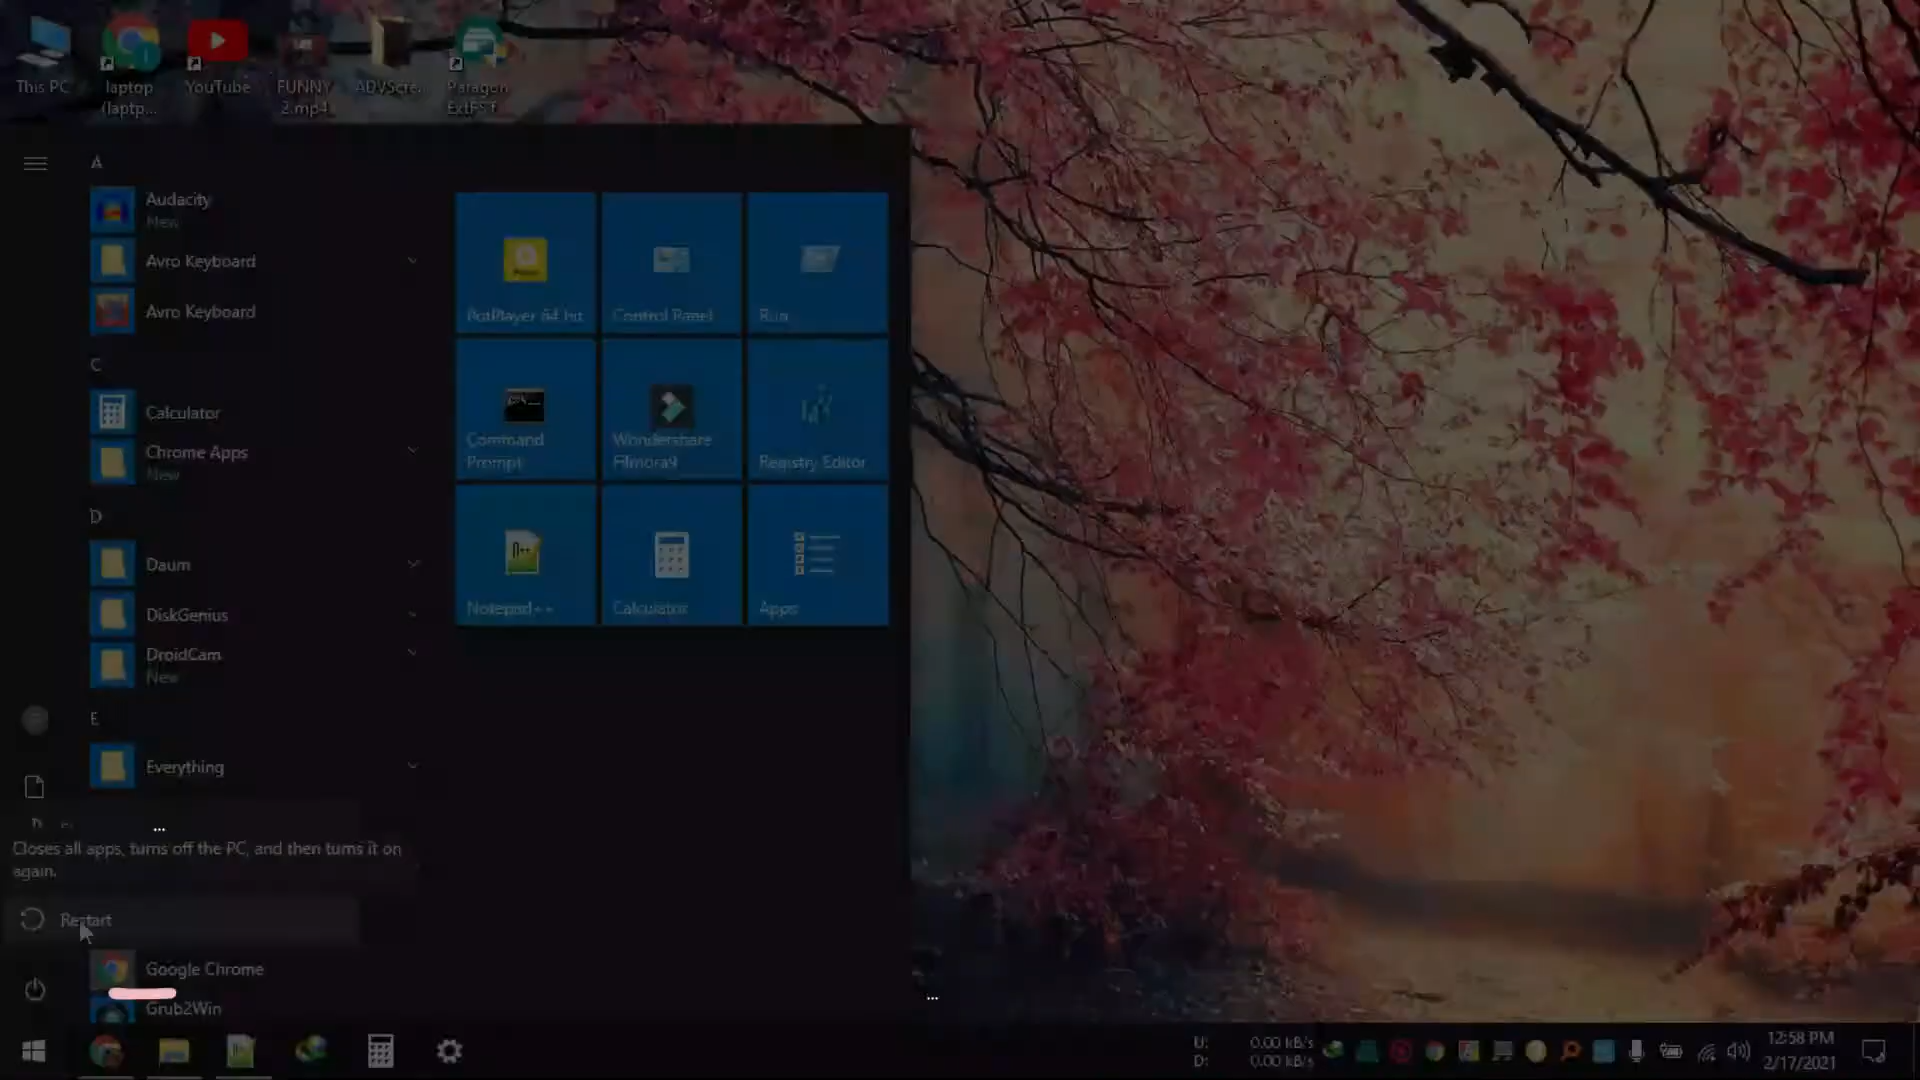 This PC
laptop
(laptp...
YouTube
FUNNY
2.mp4
ADVScre...
Paragon
ExtFS f...
A
Audacity
New
Avro Keyboard
Avro Keyboard
C
Calculator
Chrome Apps
New
D
Daum
DiskGenius
DroidCam
New
E
Everything
...
Closes all apps, turns off the PC, and then turns it on
again.
Restart
Google Chrome
Grub2Win
PotPlayer 64 bit
Control Panel
Run
Command
Prompt
Wondershare
Filmora9
Registry Editor
Notepad++
Calculator
Apps
...
U: 0.00 kB/s
D: 0.00 kB/s
12:58 PM
2/17/2021